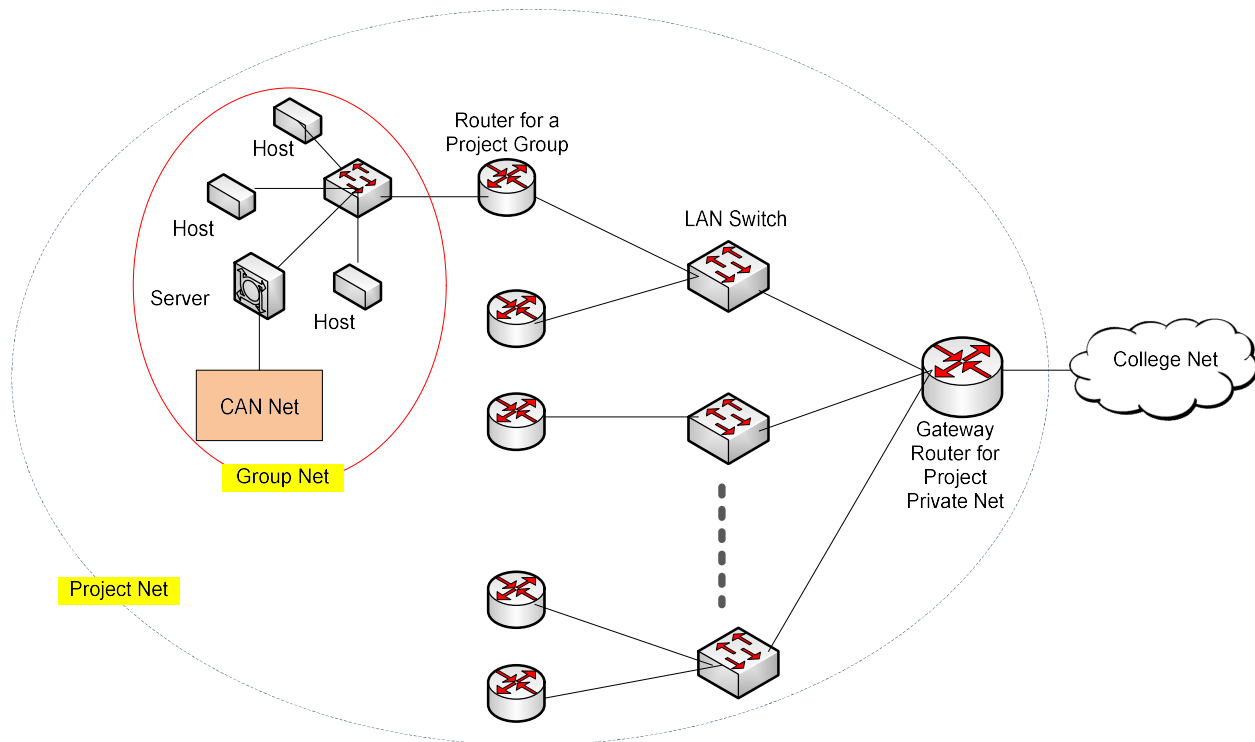 Router for a
Project Group
Host
Host
LAN Switch
Server
Host
College Net
CAN Net
Gateway
Router for
Project
Private Net
Group Net
Project Net